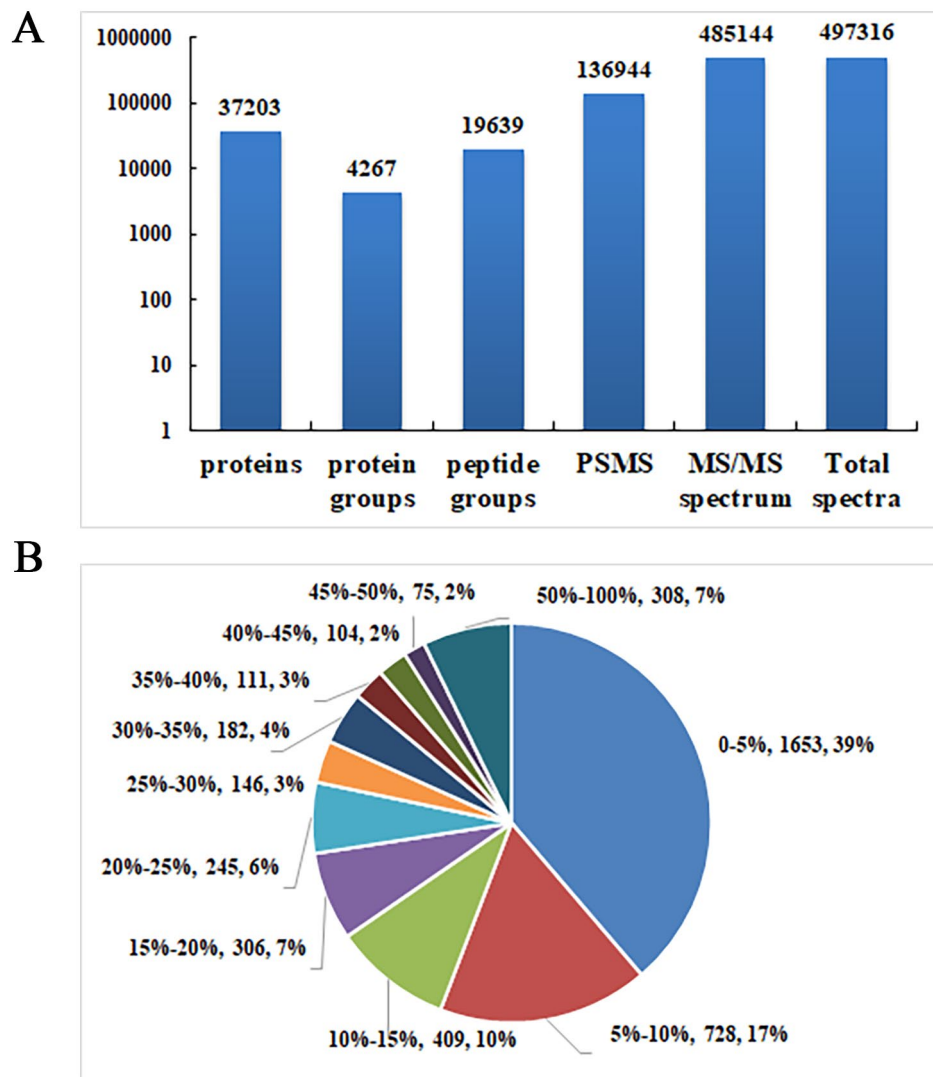 A
1000000
100000
10000
1000
100
10
1
37203
4267
19639
136944
485144
497316
proteins
protein
groups
peptide
groups
PSMS
MS/MS
spectrum
Total
spectra
B
45%-50%, 75, 2%
50%-100%, 308, 7%
40%-45%, 104, 2%
35%-40%, 111, 3%
30%-35%, 182, 4%
0-5%, 1653, 39%
25%-30%, 146, 3%
20%-25%, 245, 6%
15%-20%, 306, 7%
10%-15%, 409, 10%
5%-10%, 728, 17%